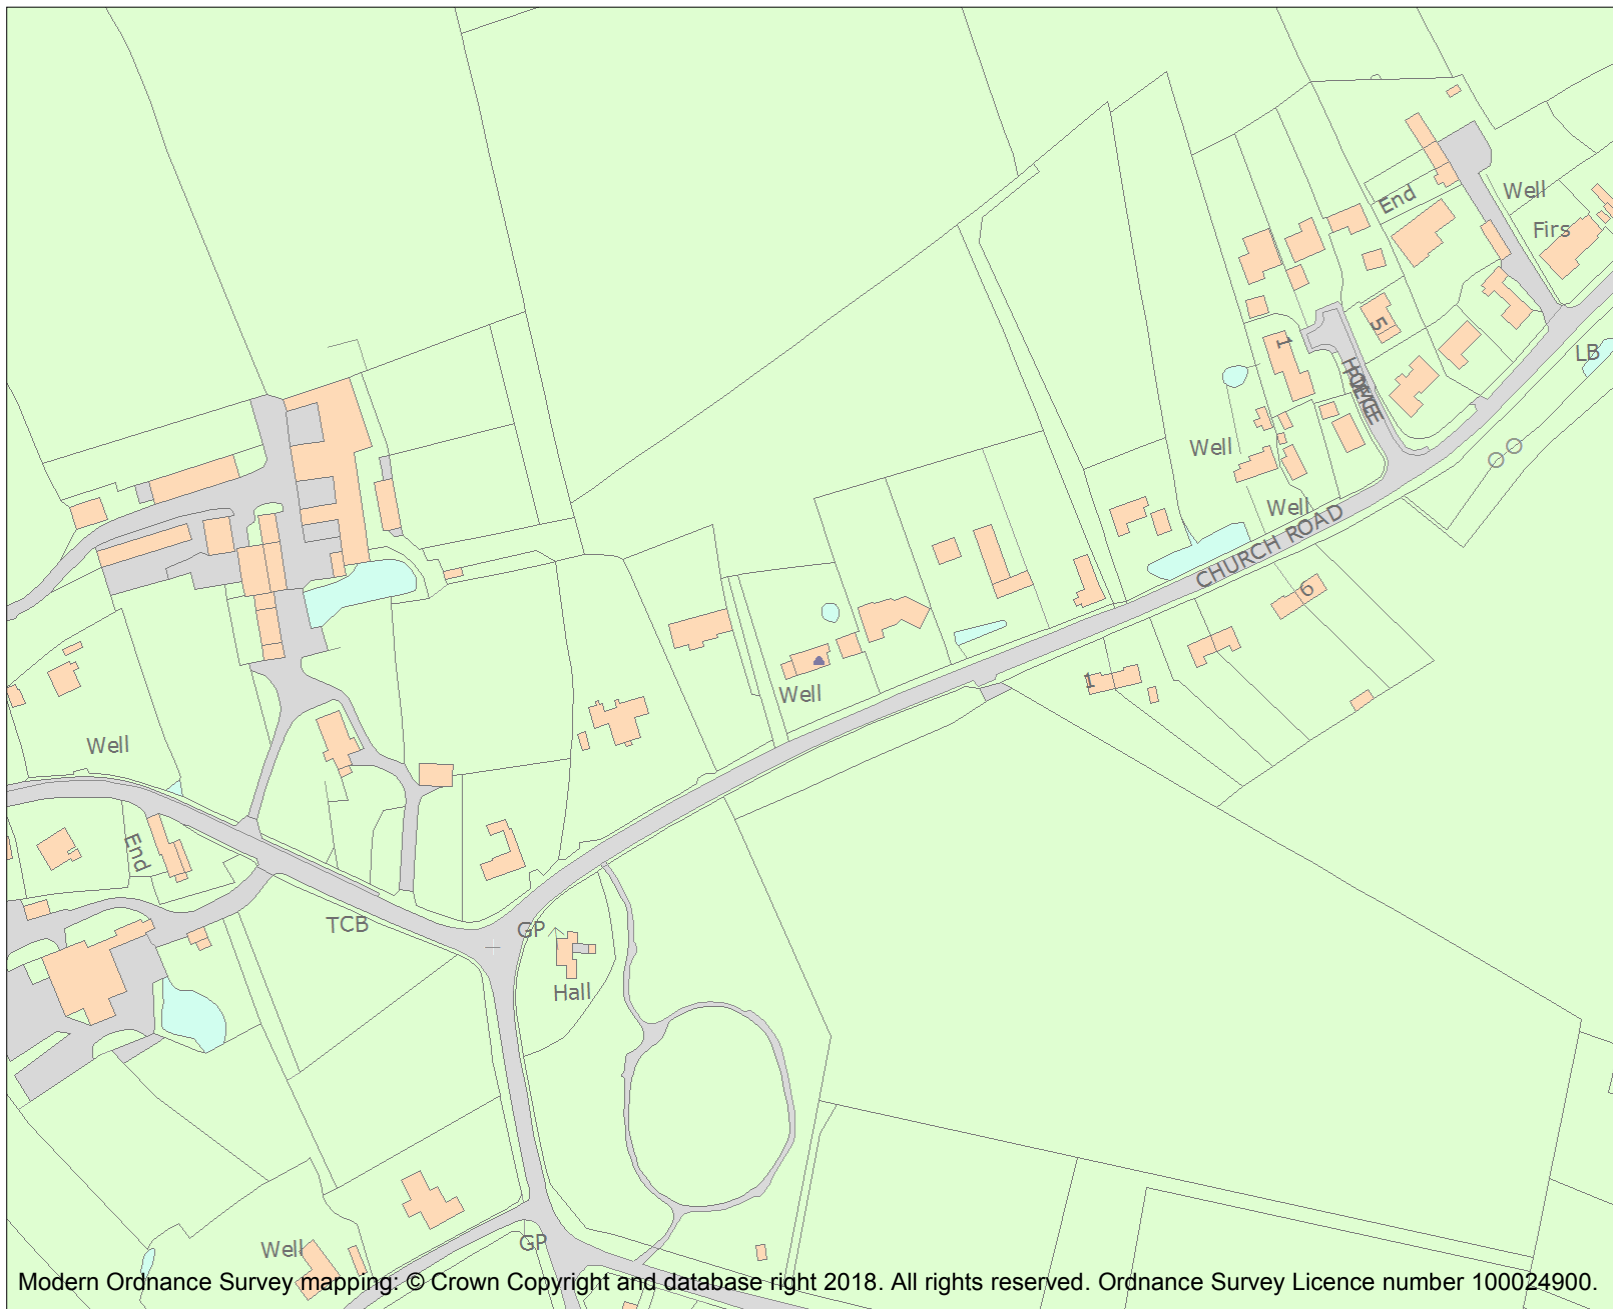 End
Well
Firs
5
1
LB
Well
Well
CHURCH ROAD
6
Well
1
Well
End
TCB
GP
Hall
Well
GP
Modern Ordnance Survey mapping: © Crown Copyright and database right 2018. All rights reserved. Ordnance Survey Licence number 100024900.